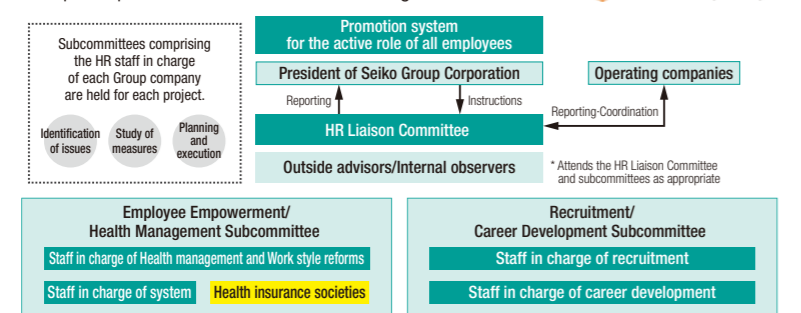 Promotion system
for the active role of all employees
Subcommittees comprising
the HR staff in charge
of each Group company
are held for each project.
Identification
of issues
Study of
measures
Planning
and
execution
President of Seiko Group Corporation
Operating companies
Reporting
Instructions
Reporting-Coordination
HR Liaison Committee
Outside advisors/Internal observers
* Attends the HR Liaison Committee
and subcommittees as appropriate
Employee Empowerment/
Health Management Subcommittee
Staff in charge of Health management and Work style reforms
Staff in charge of system
Health insurance societies
Recruitment/
Career Development Subcommittee
Staff in charge of recruitment
Staff in charge of career development